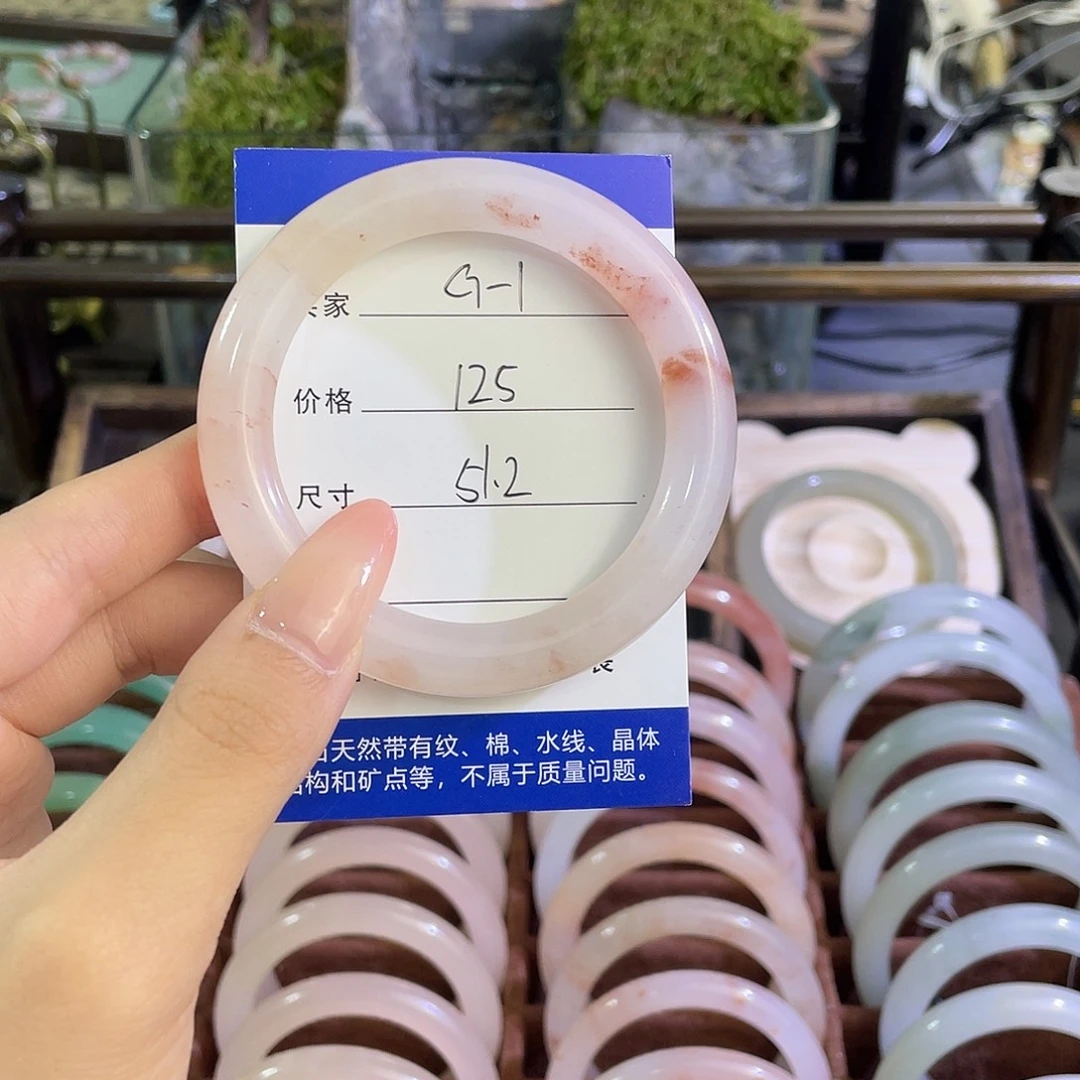 家 G-1
价格 125
尺寸 51.2
天然带有纹、棉、水线、晶体
构和矿点等，不属于质量问题。